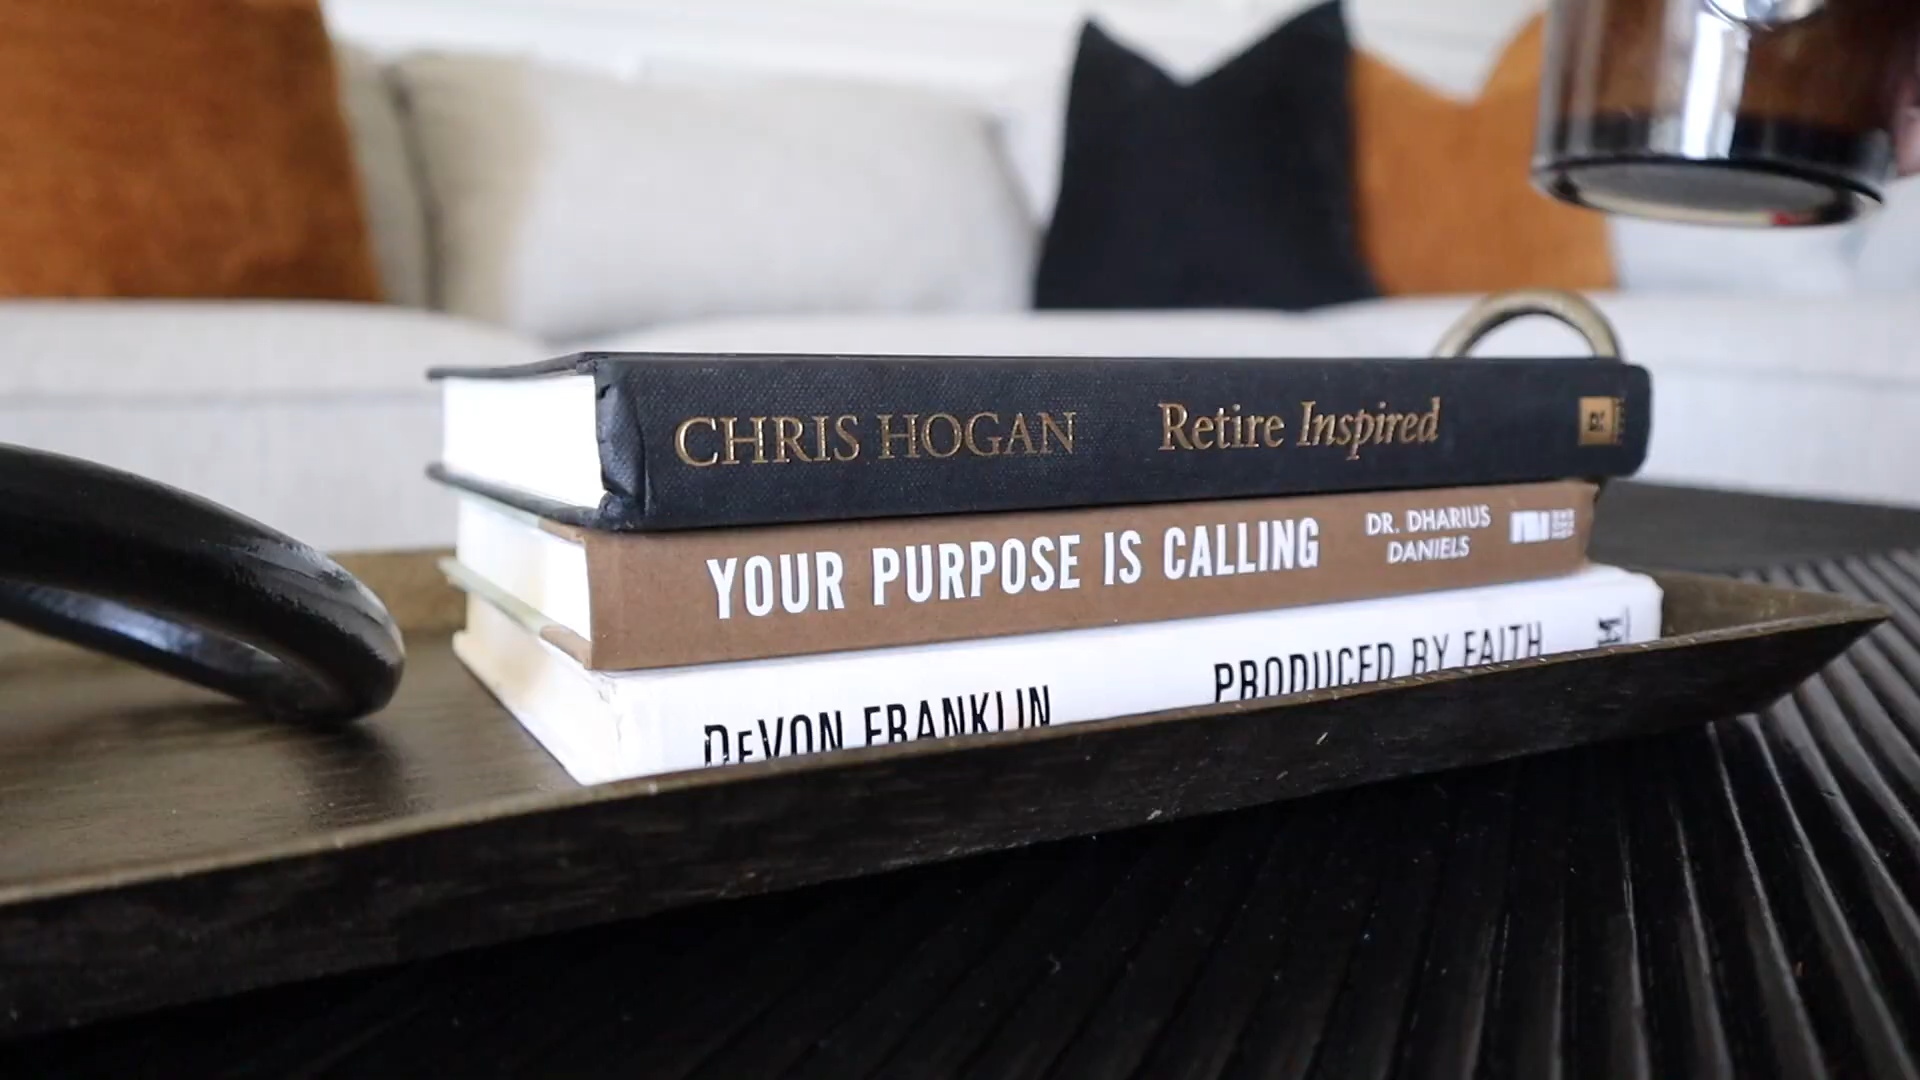 CHRIS HOGAN Retire Inspired
YOUR PURPOSE IS CALLING
DR. DHARIUS
DANIELS
DEVON FRANKLIN
PRODUCED BY FAITH